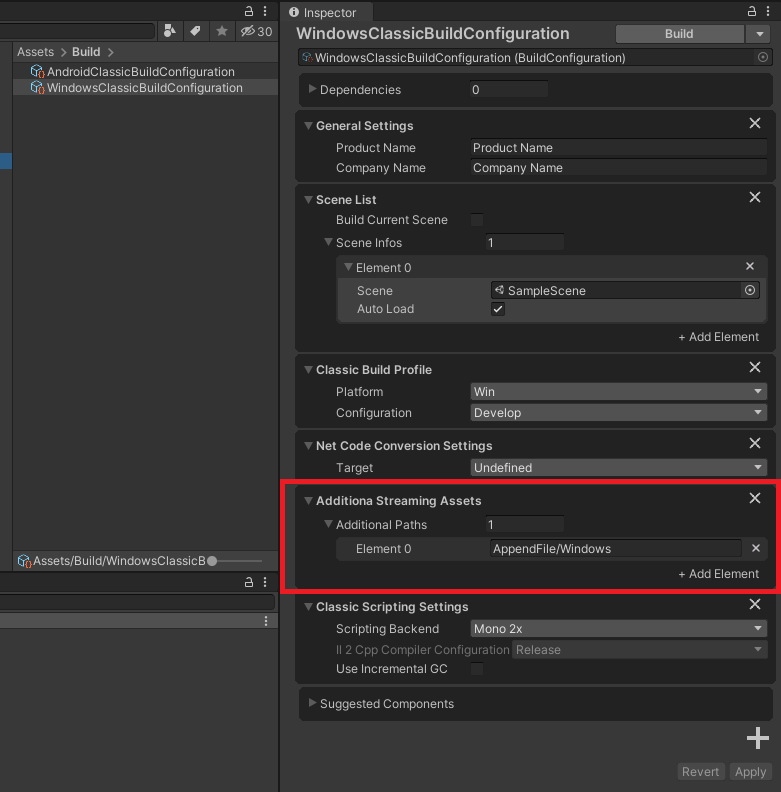 30
Assets > Build >
AndroidClassicBuildConfiguration
WindowsClassicBuildConfiguration
Assets/Build/WindowsClassicB
Inspector
WindowsClassicBuildConfiguration
Build
WindowsClassicBuildConfiguration (BuildConfiguration)
Dependencies 0
General Settings
Product Name Product Name
Company Name Company Name
Scene List
Build Current Scene
Scene Infos 1
Element 0
Scene SampleScene
Auto Load
+ Add Element
Classic Build Profile
Platform Win
Configuration Develop
Net Code Conversion Settings
Target Undefined
Additiona Streaming Assets
Additional Paths 1
Element 0 AppendFile/Windows
+ Add Element
Classic Scripting Settings
Scripting Backend Mono 2x
Il 2 Cpp Compiler Configuration Release
Use Incremental GC
Suggested Components
Revert Apply